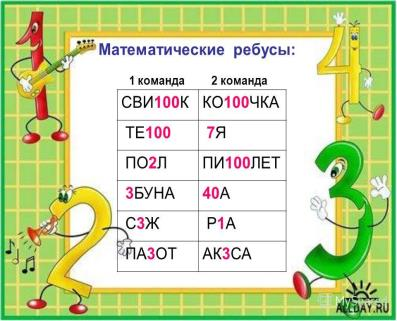 Математические ребусы:
1 команда 2 команда
СВИ100К КО100ЧКА
ТЕ100 7Я
ПО2Л ПИ100ЛЕТ
3БУНА 40А
С3Ж Р1А
ПА3ОТ АК3СА
ALLDAY.RU